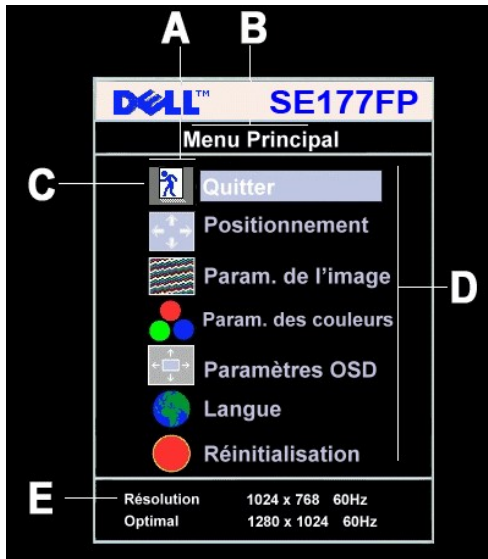 A B
DELL™ SE177FP
Menu Principal
C Quitter
Positionnement
Param. de l’image
D
Param. des couleurs
Paramètres OSD
Langue
Réinitialisation
E Résolution 1024 x 768 60Hz
Optimal 1280 x 1024 60Hz